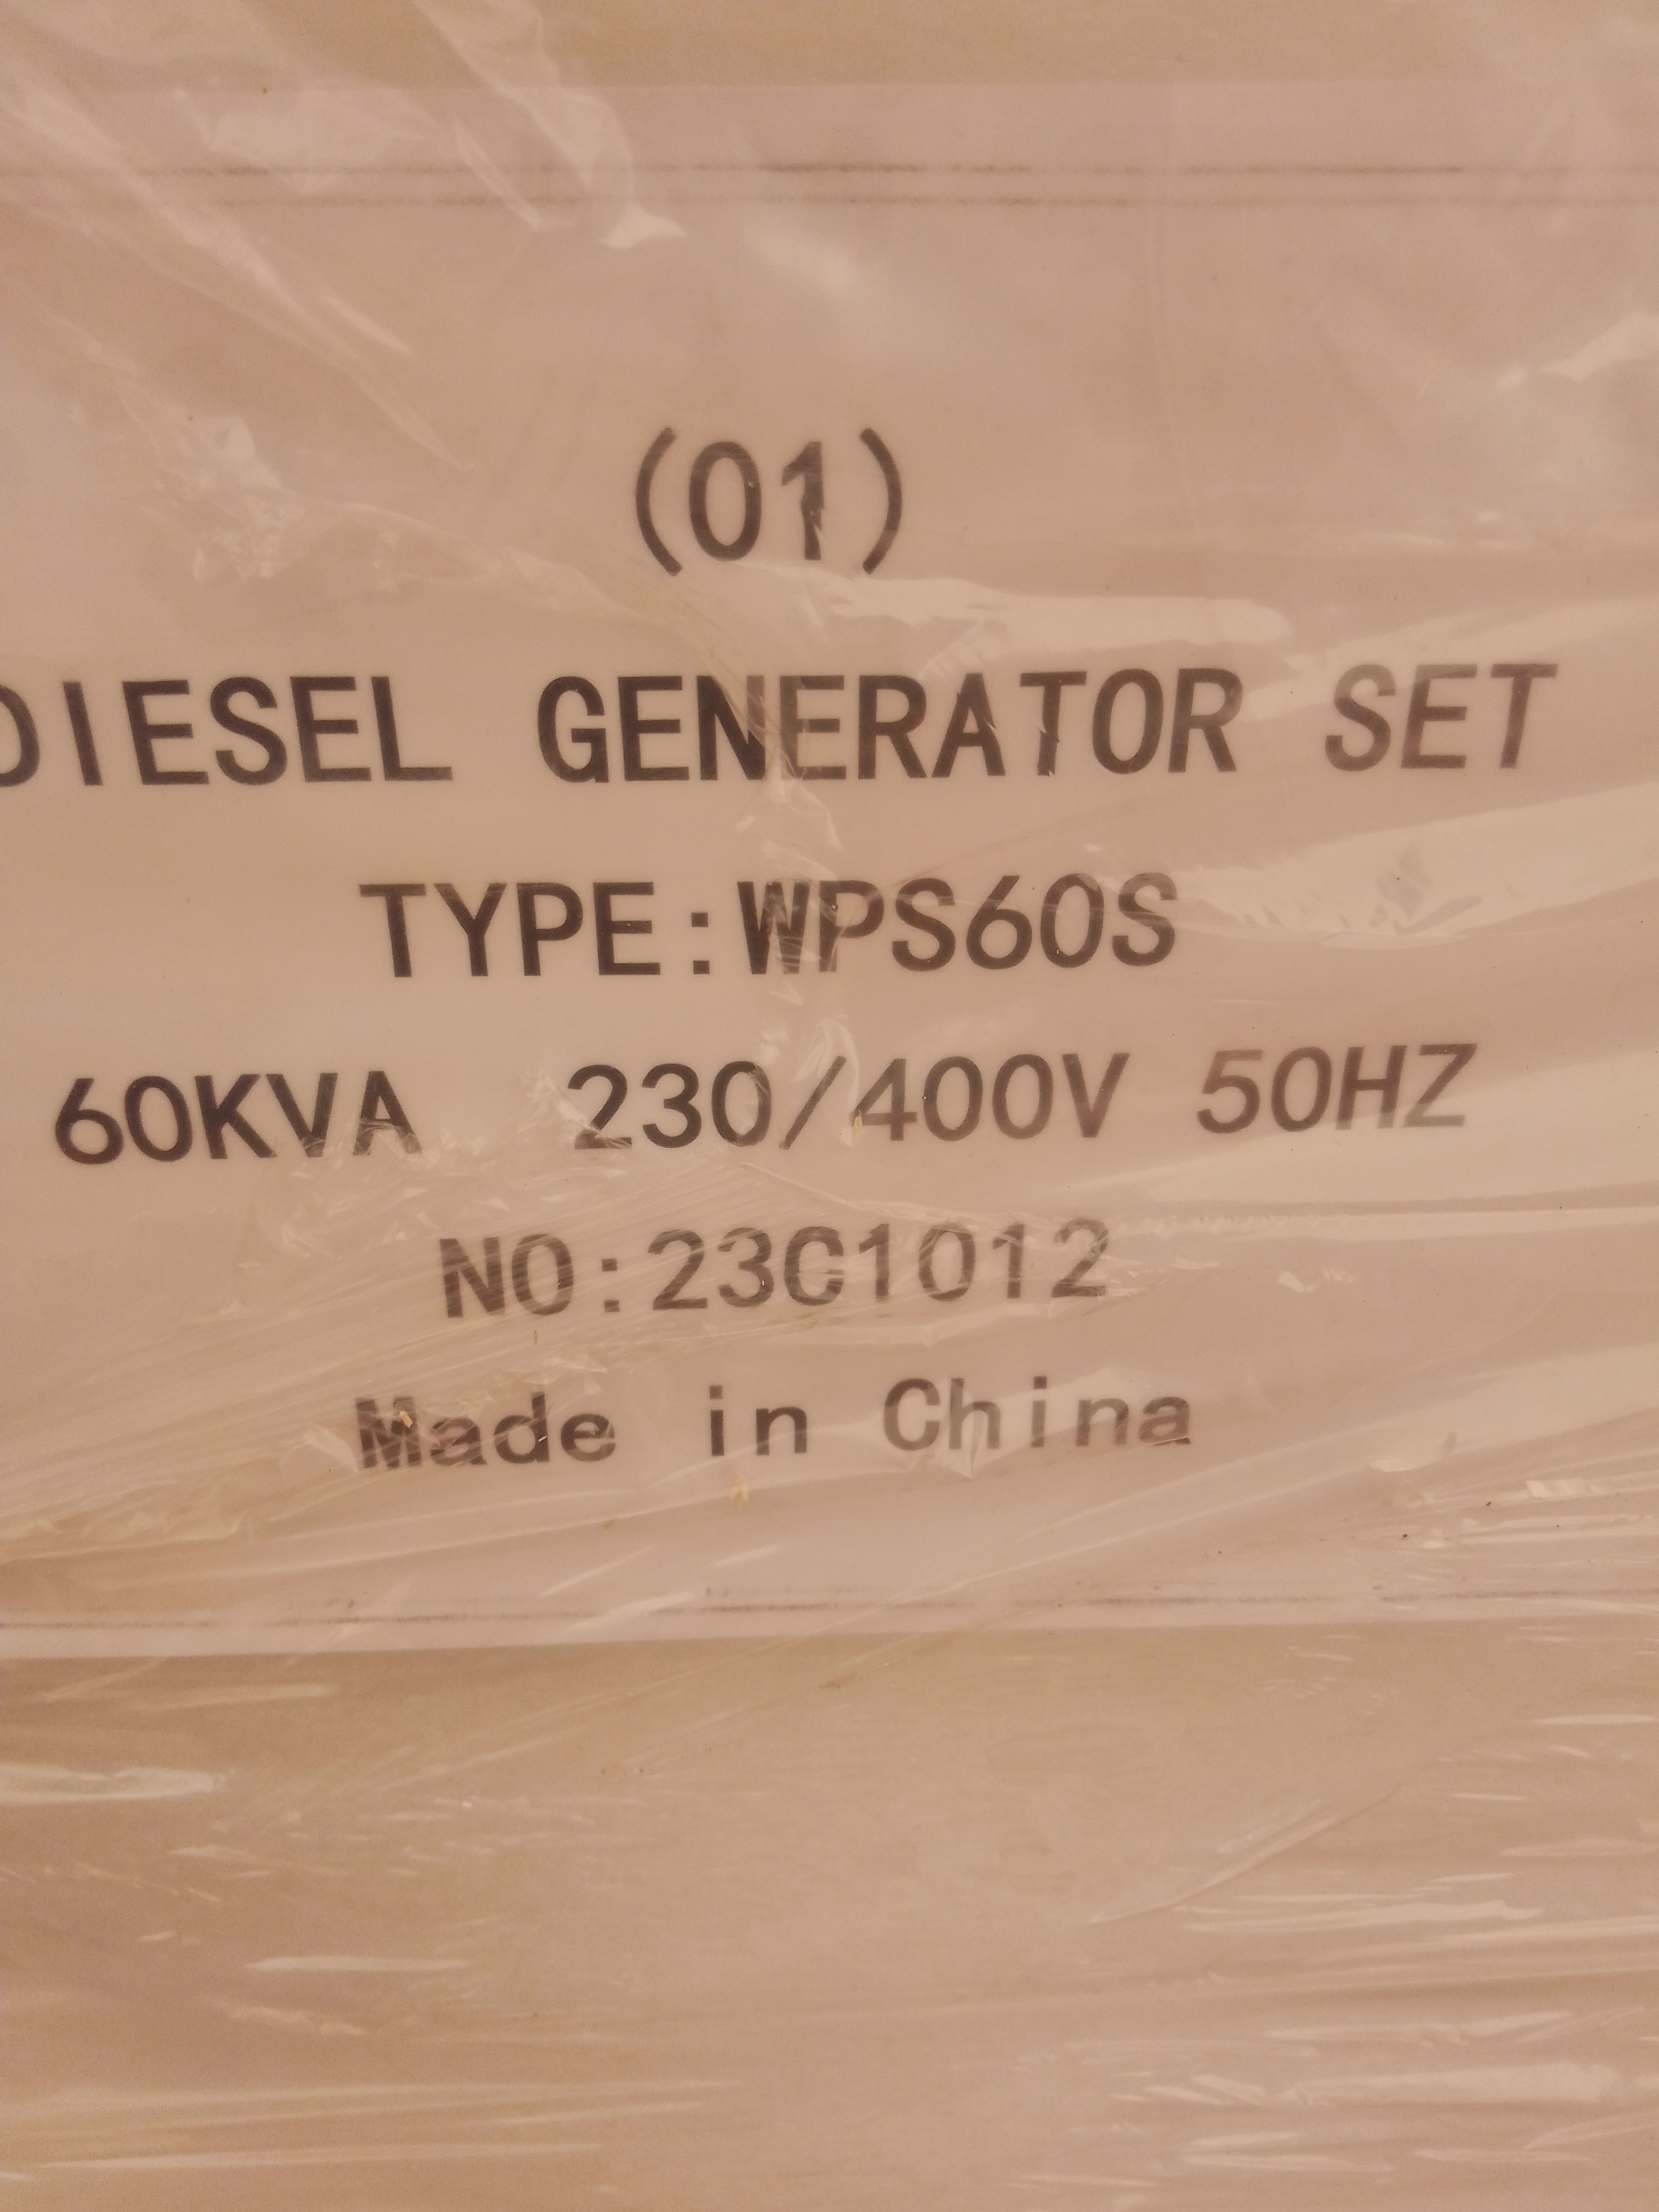 (01)
DIESEL GENERATOR SET
TYPE:WPS60S
60KVA 230/400V 50HZ
NO:23C1012
Made in China